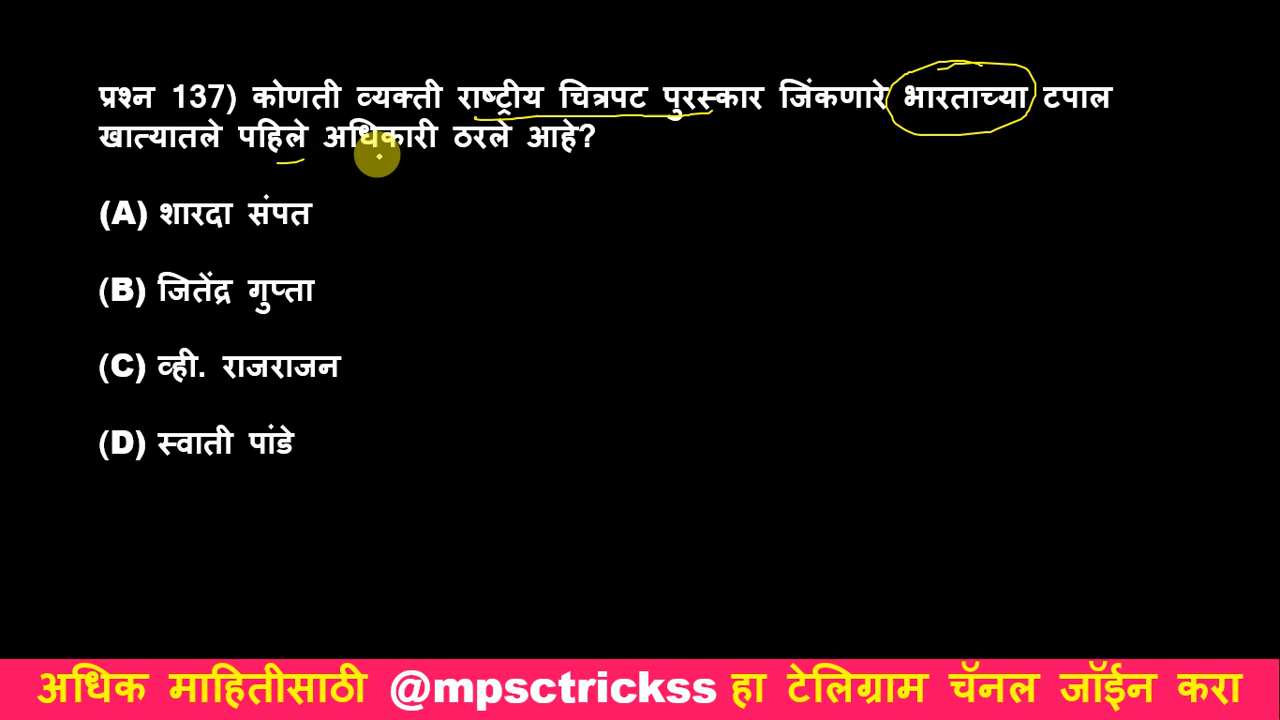 प्रश्न 137) कोणती व्यक्ती राष्ट्रीय चित्रपट पुरस्कार जिंकणारे भारताच्या टपाल
खात्यातले पहिले अधिकारी ठरले आहे?
(A) शारदा संपत
(B) जितेंद्र गुप्ता
(C) व्ही. राजराजन
(D) स्वाती पांडे
अधिक माहितीसाठी @mpsctrickss हा टेलिग्राम चॅनल जॉईन करा